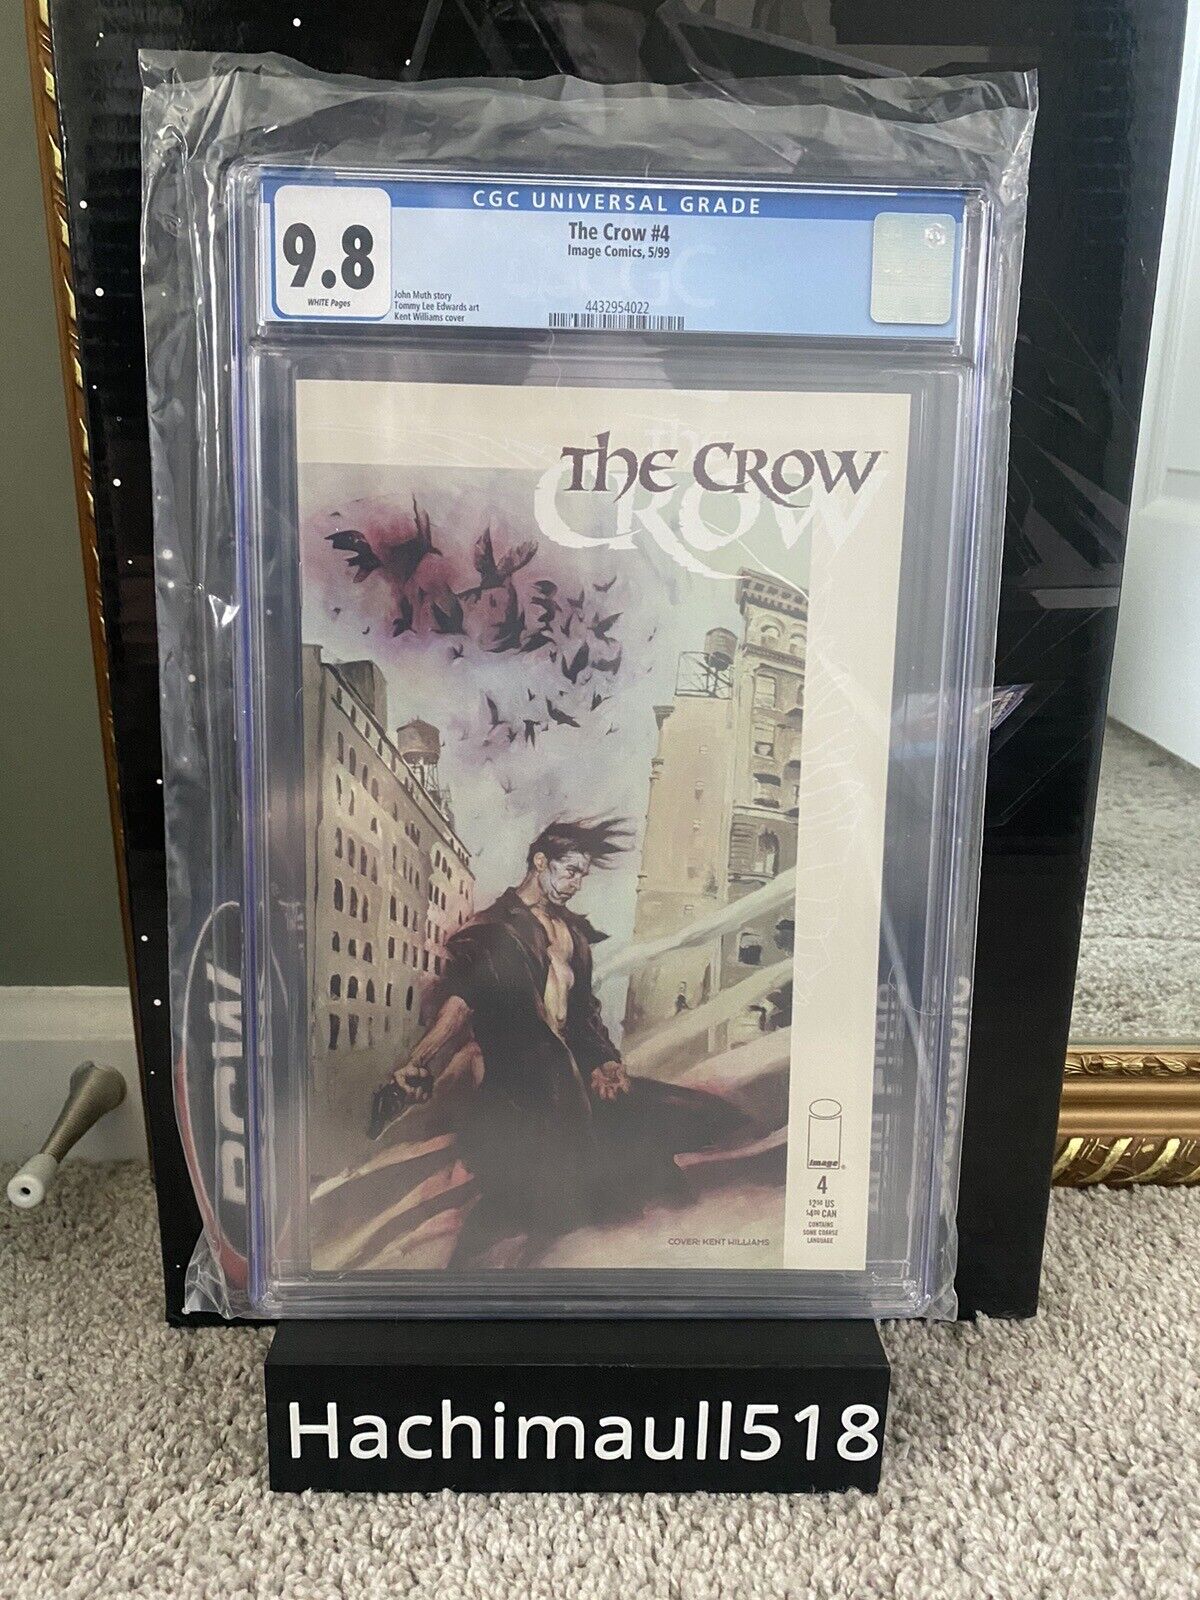 CGC UNIVERSAL GRADE
9.8
WHITE Pages
The Crow #4
Image Comics, 5/99
John Muth story
Tommy Lee Edwards art
Kent Williams cover
4432954022
THE CROW
CROW
image
4
$2.50 US
$4.00 CAN
CONTAINS
SOME COARSE
LANGUAGE
COVER: KENT WILLIAMS
BCW
Hachimaull518